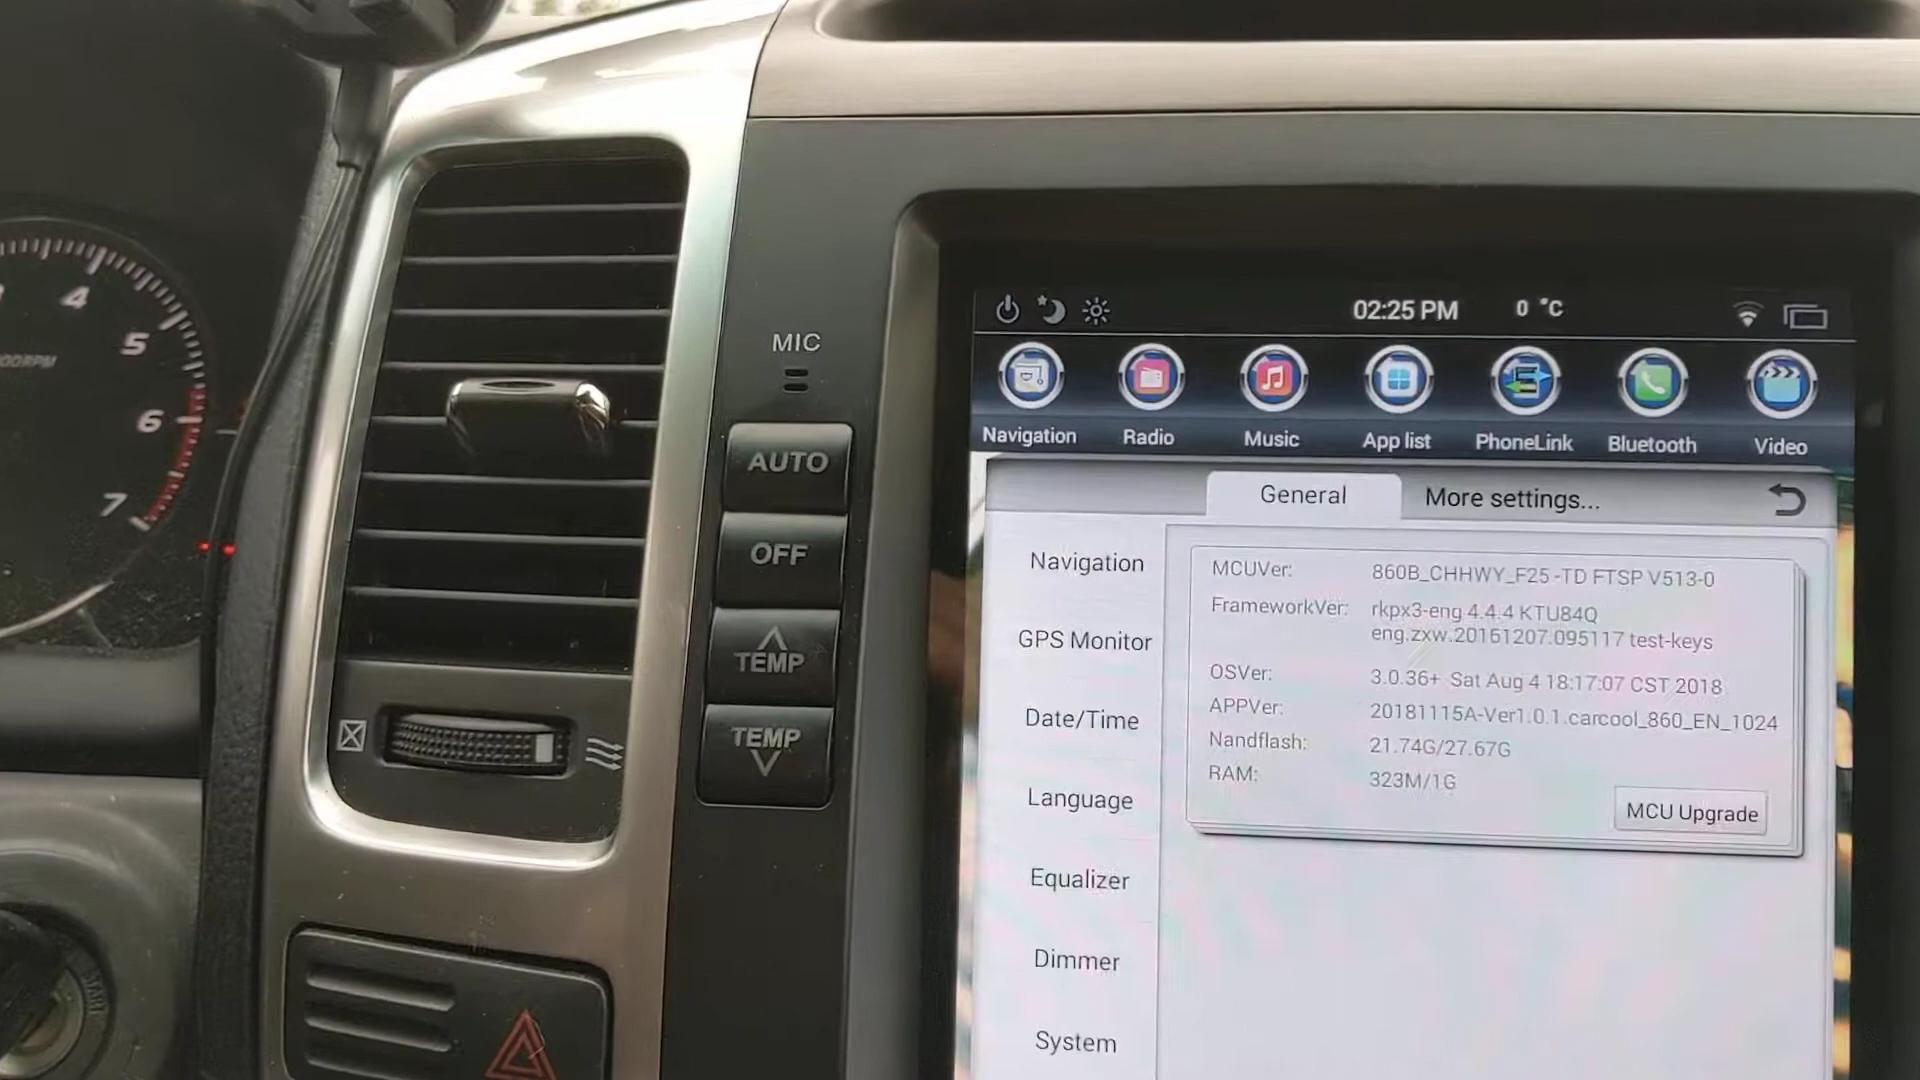 4
5
6
7
000RPM
MIC
AUTO
OFF
TEMP
TEMP
START
02:25 PM 0 °C
Navigation Radio Music App list PhoneLink Bluetooth Video
General More settings...
Navigation
GPS Monitor
Date/Time
Language
Equalizer
Dimmer
System
MCUVer: 860B_CHHWY_F25 -TD FTSP V513-0
FrameworkVer: rkpx3-eng 4.4.4 KTU84Q
eng.zxw.20161207.095117 test-keys
OSVer: 3.0.36+ Sat Aug 4 18:17:07 CST 2018
APPVer: 20181115A-Ver1.0.1.carcool_860_EN_1024
Nandflash: 21.74G/27.67G
RAM: 323M/1G
MCU Upgrade